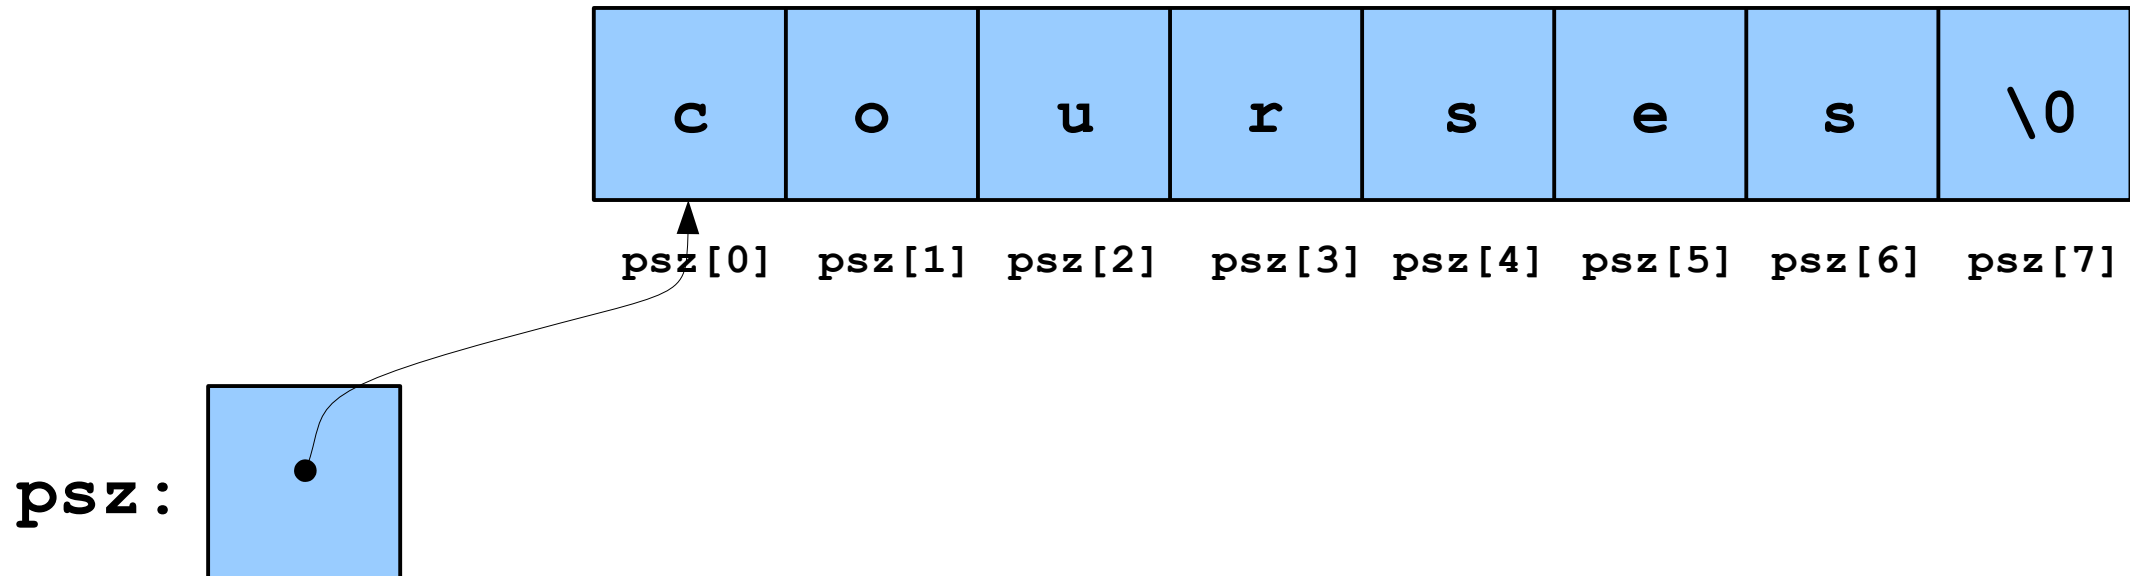 c o u r s e s \0
psz[0] psz[1] psz[2] psz[3] psz[4] psz[5] psz[6] psz[7]
psz: